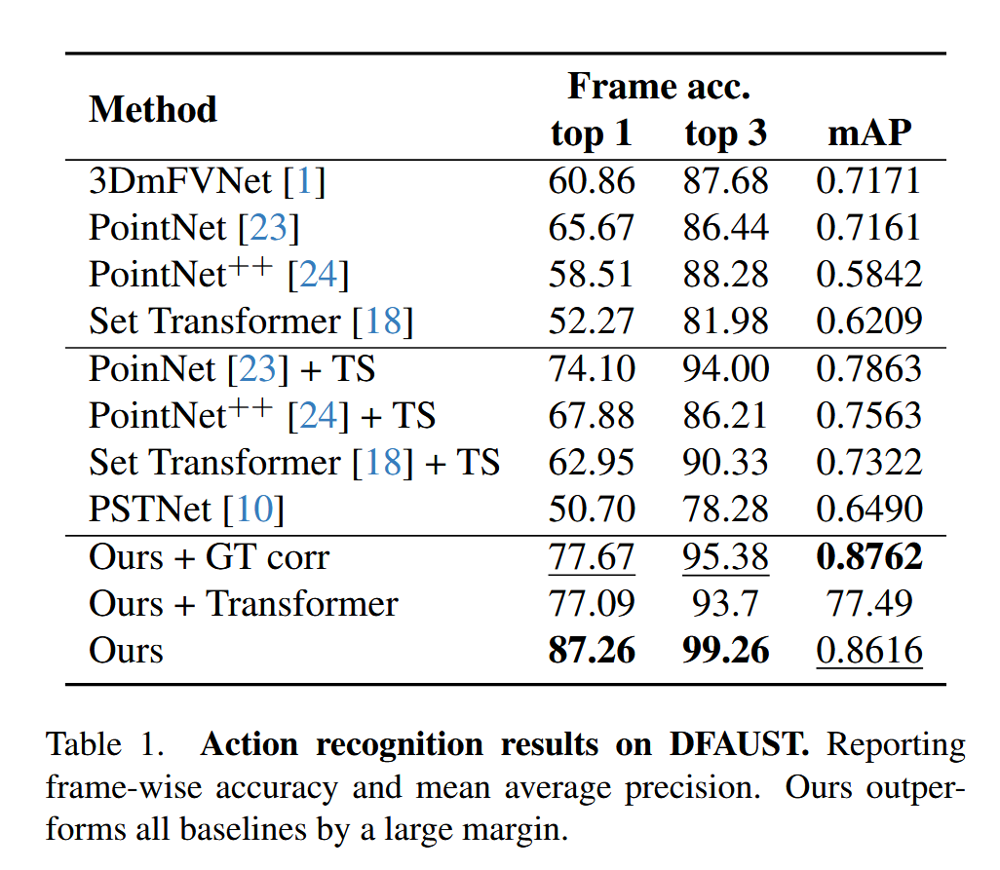 Method Frame acc.
top 1 top 3 mAP
3DmFVNet [1] 60.86 87.68 0.7171
PointNet [23] 65.67 86.44 0.7161
PointNet++ [24] 58.51 88.28 0.5842
Set Transformer [18] 52.27 81.98 0.6209
PoinNet [23] + TS 74.10 94.00 0.7863
PointNet++ [24] + TS 67.88 86.21 0.7563
Set Transformer [18] + TS 62.95 90.33 0.7322
PSTNet [10] 50.70 78.28 0.6490
Ours + GT corr 77.67 95.38 0.8762
Ours + Transformer 77.09 93.7 77.49
Ours 87.26 99.26 0.8616
Table 1. Action recognition results on DFAUST. Reporting
frame-wise accuracy and mean average precision. Ours outper-
forms all baselines by a large margin.